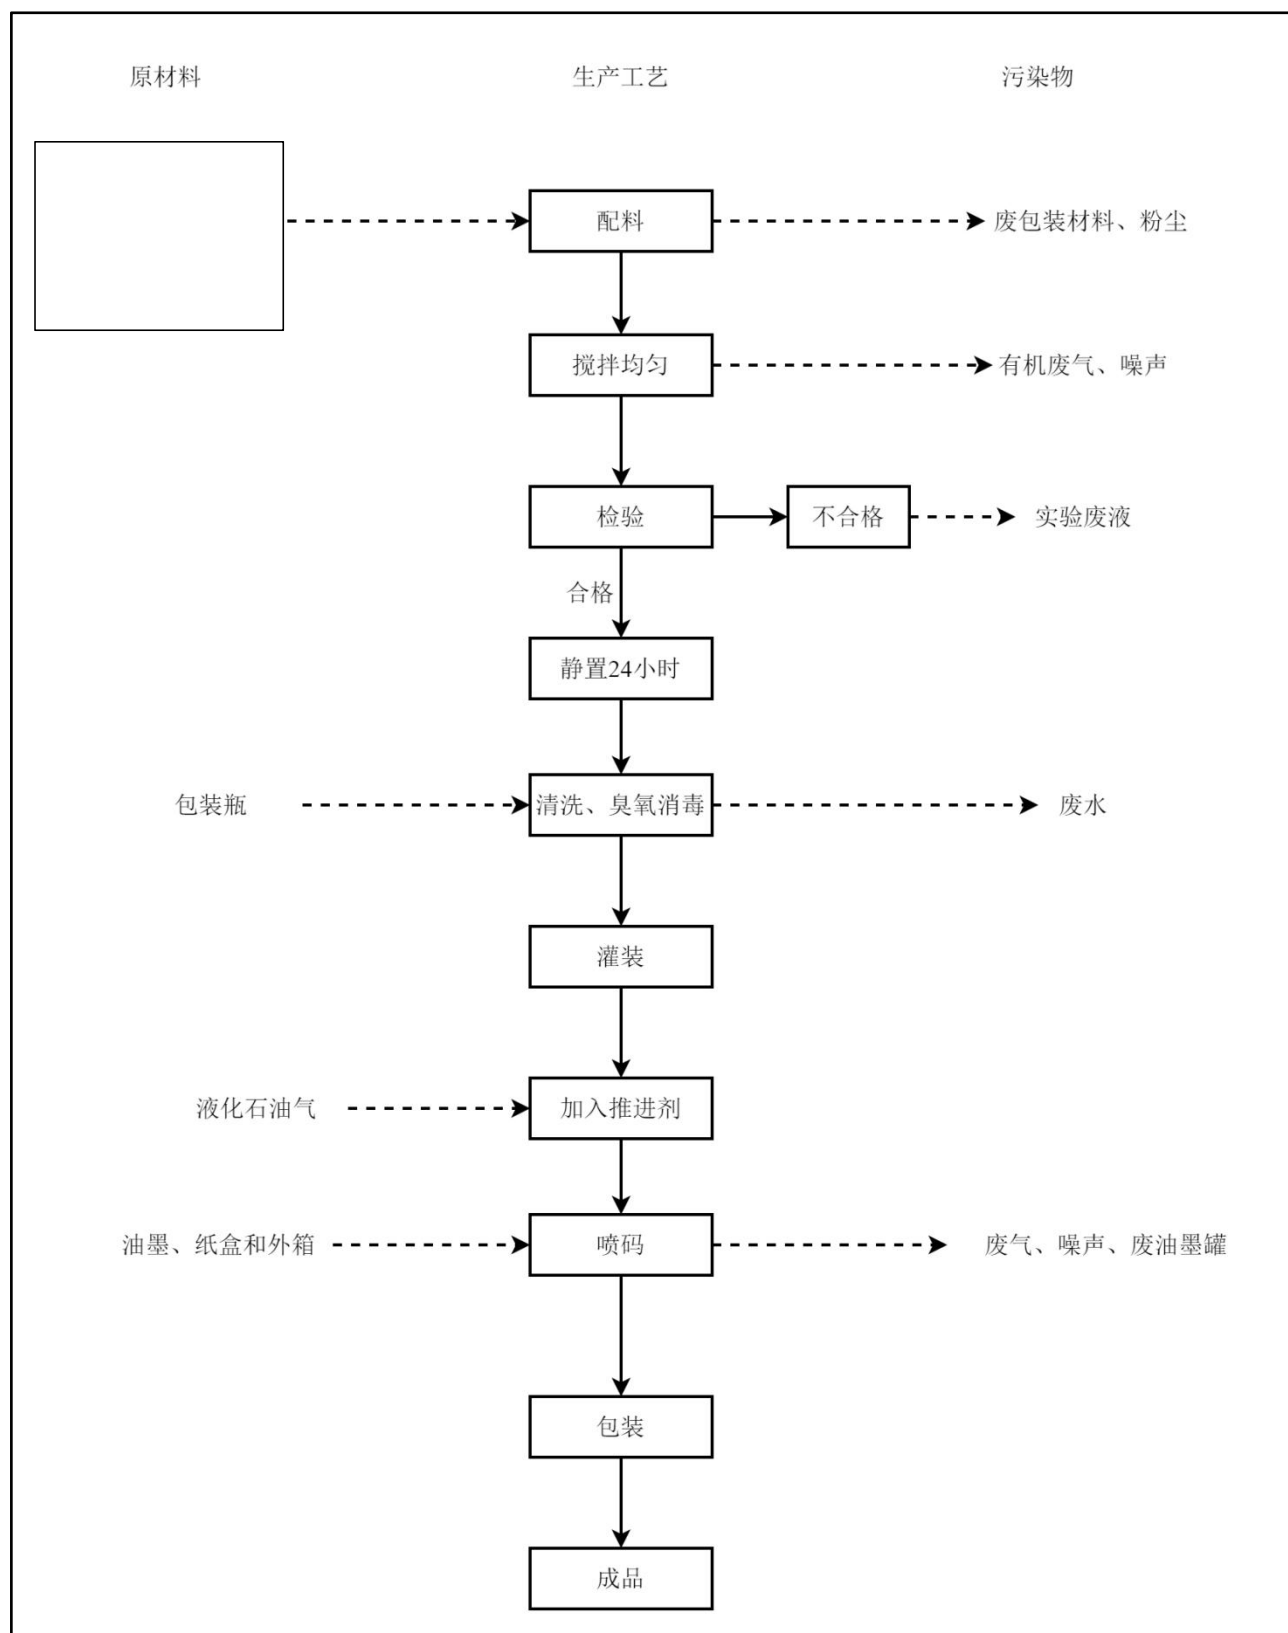 原材料
生产工艺
污染物
配料
废包装材料、粉尘
搅拌均匀
有机废气、噪声
检验
不合格
实验废液
合格
静置24小时
包装瓶
清洗、臭氧消毒
废水
灌装
液化石油气
加入推进剂
油墨、纸盒和外箱
喷码
废气、噪声、废油墨罐
包装
成品